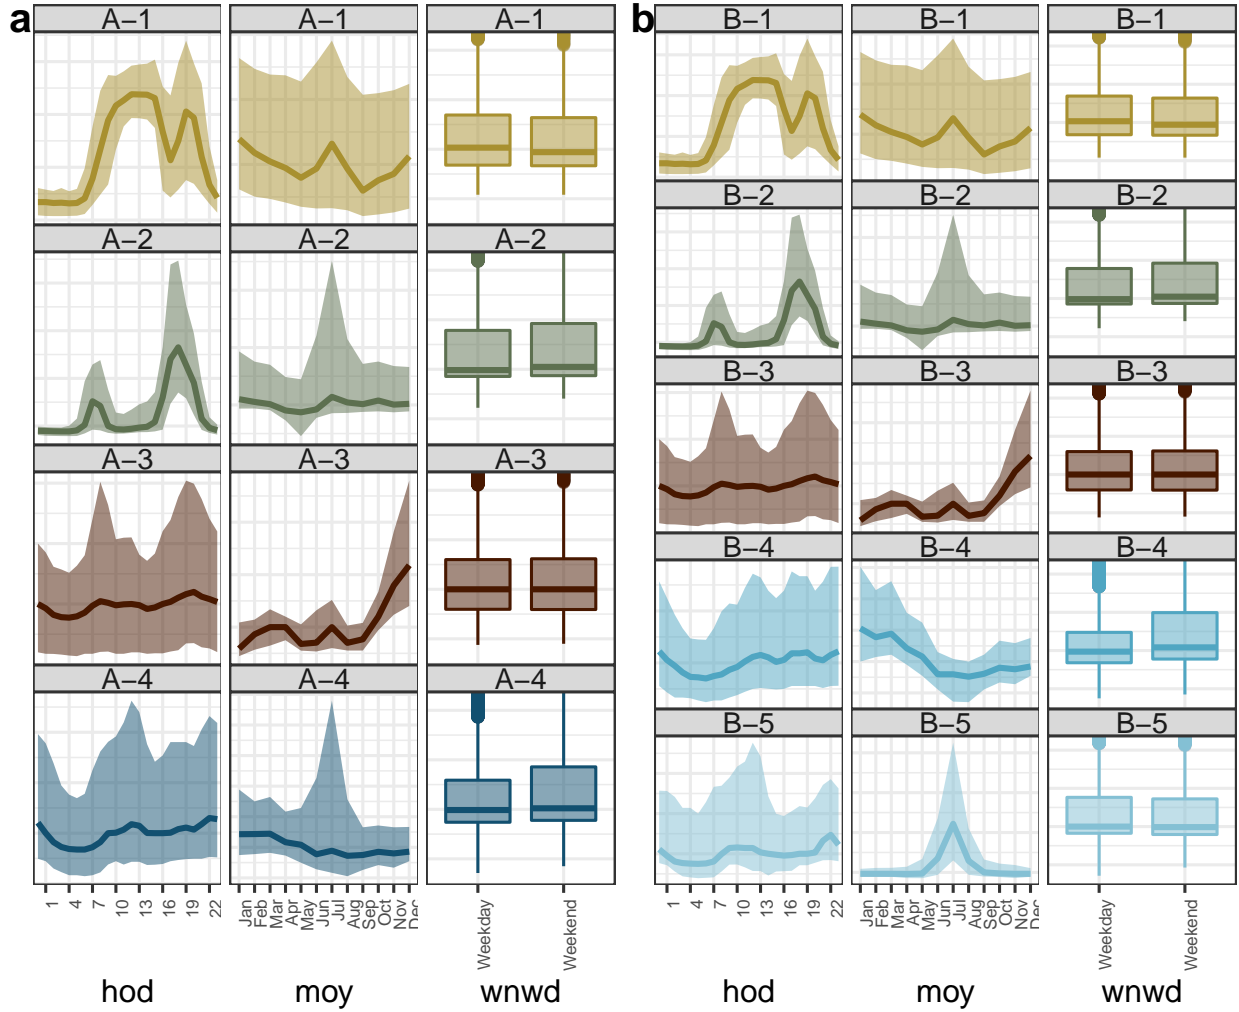 a
A−1
A−1
A−1
A−2
A−2
A−2
A−3
A−3
A−3
A−4
A−4
A−4
1 4 7 10 13 16 19 22
Jan Feb Mar Apr May Jun Jul Aug Sep Oct Nov Dec
Weekday Weekend
hod moy wnwd
b
B−1
B−1
B−1
B−2
B−2
B−2
B−3
B−3
B−3
B−4
B−4
B−4
B−5
B−5
B−5
1 4 7 10 13 16 19 22
Jan Feb Mar Apr May Jun Jul Aug Sep Oct Nov Dec
Weekday Weekend
hod moy wnwd